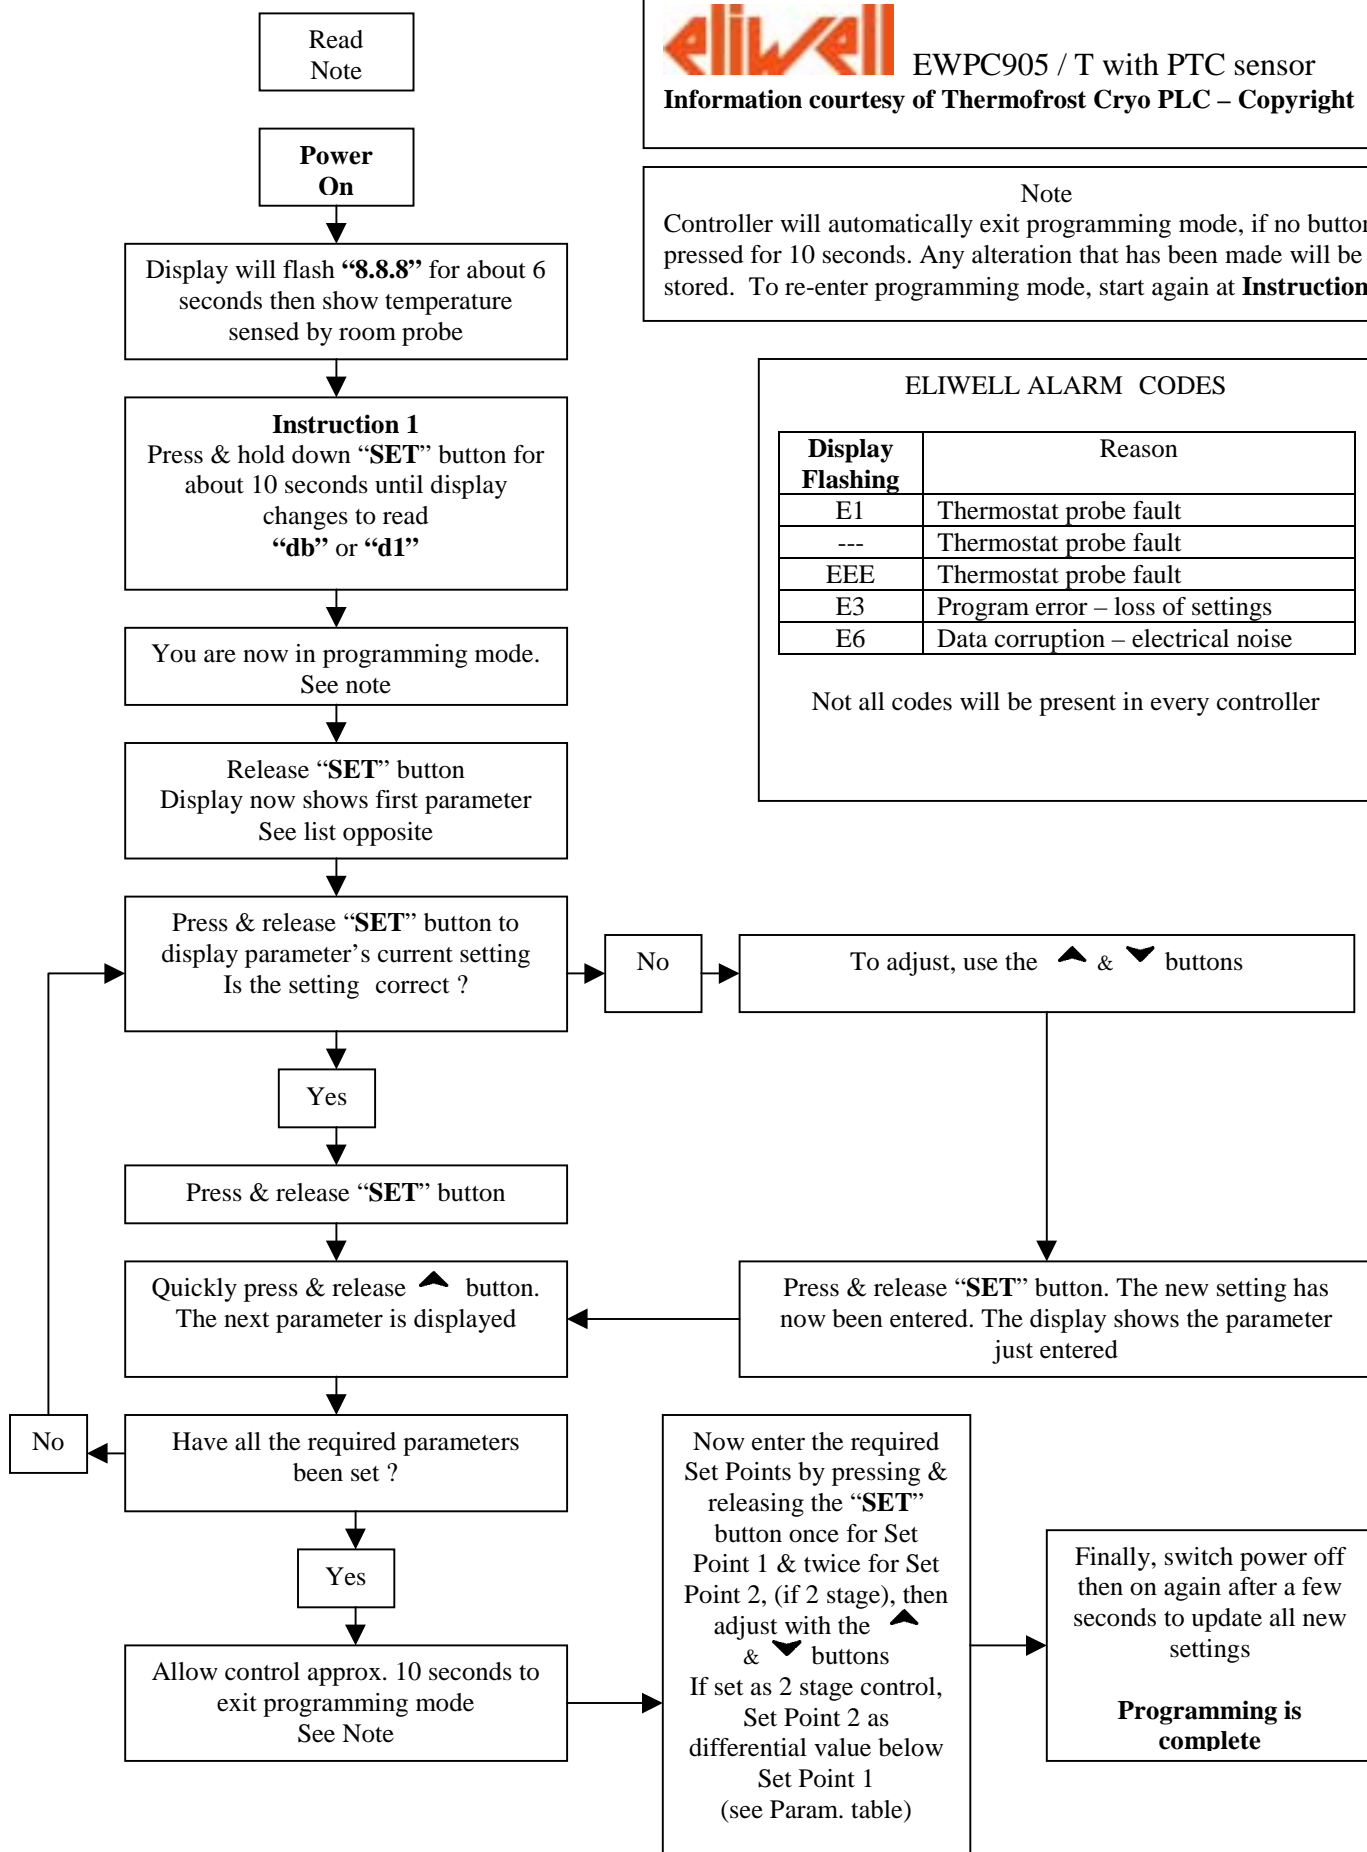 Read
Note
eliwell EWPC905 / T with PTC sensor
Information courtesy of Thermofrost Cryo PLC – Copyright
Power
On
Note
Controller will automatically exit programming mode, if no button
pressed for 10 seconds. Any alteration that has been made will be
stored. To re-enter programming mode, start again at Instruction
Display will flash “8.8.8” for about 6
seconds then show temperature
sensed by room probe
Instruction 1
Press & hold down “SET” button for
about 10 seconds until display
changes to read
“db” or “d1”
ELIWELL ALARM CODES
Display Flashing Reason
E1 Thermostat probe fault
--- Thermostat probe fault
EEE Thermostat probe fault
E3 Program error – loss of settings
E6 Data corruption – electrical noise
Not all codes will be present in every controller
You are now in programming mode.
See note
Release “SET” button
Display now shows first parameter
See list opposite
Press & release “SET” button to
display parameter’s current setting
Is the setting correct ?
No
To adjust, use the & buttons
Yes
Press & release “SET” button
Quickly press & release button.
The next parameter is displayed
Press & release “SET” button. The new setting has
now been entered. The display shows the parameter
just entered
No
Have all the required parameters
been set ?
Yes
Allow control approx. 10 seconds to
exit programming mode
See Note
Now enter the required
Set Points by pressing &
releasing the “SET”
button once for Set
Point 1 & twice for Set
Point 2, (if 2 stage), then
adjust with the
& buttons
If set as 2 stage control,
Set Point 2 as
differential value below
Set Point 1
(see Param. table)
Finally, switch power off
then on again after a few
seconds to update all new
settings
Programming is
complete